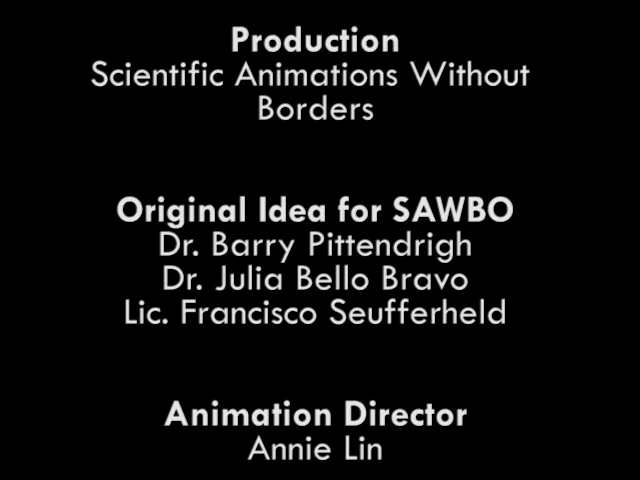 Production
Scientific Animations Without
Borders
Original Idea for SAWBO
Dr. Barry Pittendrigh
Dr. Julia Bello Bravo
Lic. Francisco Seufferheld
Animation Director
Annie Lin